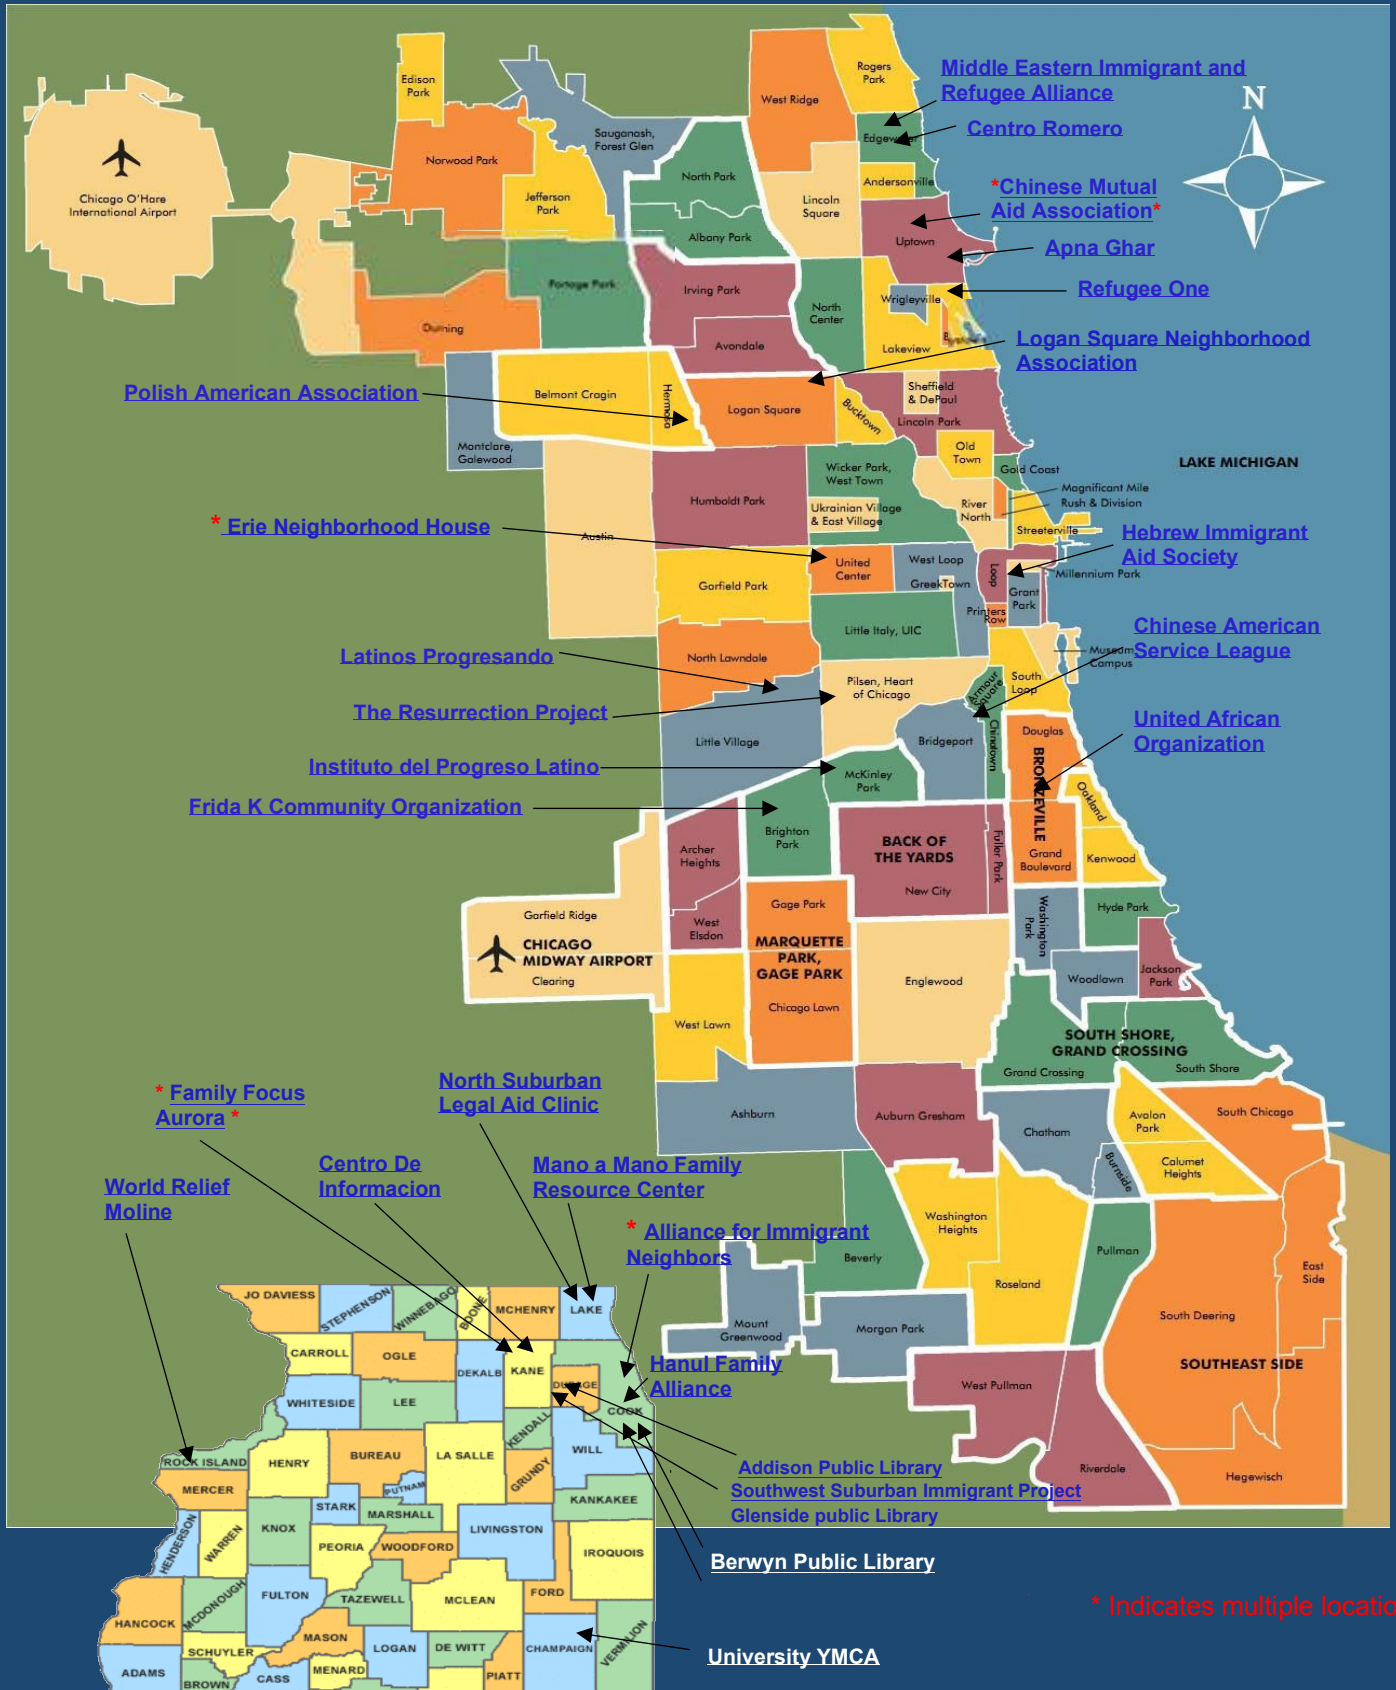 Edison
Park
Rogers
Park
West Ridge
Middle Eastern Immigrant and
Refugee Alliance
N
Sauganash,
Forest Glen
Centro Romero
Norwood Park
North Park
Andersonville
Chicago O'Hare
International Airport
Jefferson
Park
Lincoln
Square
*Chinese Mutual
Aid Association*
Albany Park
Uptown
Apna Ghar
Portage Park
Irving Park
North
Center
Wrigleyville
Refugee One
Dunning
Avondale
Lakeview
Logan Square Neighborhood
Association
Polish American Association
Belmont Cragin
Hermosa
Logan Square
Bucktown
Sheffield
& DePaul
Lincoln Park
Montclare,
Galewood
Old
Town
LAKE MICHIGAN
Wicker Park,
West Town
Gold Coast
Humboldt Park
Magnificant Mile
Rush & Division
Ukrainian Village
& East Village
River
North
* Erie Neighborhood House
Austin
Streeterville
Hebrew Immigrant
Aid Society
United
Center
West Loop
Loop
Millennium Park
Garfield Park
GreekTown
Grant
Park
Printers
Row
Little Italy, UIC
Chinese American
Service League
Latinos Progresando
North Lawndale
Museum
Campus
Pilsen, Heart
of Chicago
Armour
Square
South
Loop
The Resurrection Project
Little Village
Bridgeport
Chinatown
Douglas
United African
Organization
Instituto del Progreso Latino
McKinley
Park
BRONZEVILLE
Oakland
Frida K Community Organization
Brighton
Park
Archer
Heights
BACK OF
THE YARDS
Fuller Park
Grand
Boulevard
Kenwood
New City
Garfield Ridge
West
Elsdon
Gage Park
Washington
Park
Hyde Park
CHICAGO
MIDWAY AIRPORT
MARQUETTE
PARK,
GAGE PARK
Clearing
Englewood
Woodlawn
Jackson
Park
Chicago Lawn
West Lawn
SOUTH SHORE,
GRAND CROSSING
Grand Crossing
South Shore
* Family Focus
Aurora *
North Suburban
Legal Aid Clinic
Ashburn
Auburn Gresham
Chatham
Avalon
Park
South Chicago
Centro De
Informacion
Mano a Mano Family
Resource Center
Burnside
Calumet
Heights
World Relief
Moline
* Alliance for Immigrant
Neighbors
Washington
Heights
Beverly
Pullman
Roseland
East
Side
JO DAVIESS
STEPHENSON
WINNEBAGO
BOONE
MCHENRY
LAKE
Mount
Greenwood
Morgan Park
South Deering
CARROLL
OGLE
DEKALB
KANE
DUPAGE
COOK
Hanul Family
Alliance
SOUTHEAST SIDE
West Pullman
WHITESIDE
LEE
KENDALL
WILL
ROCK ISLAND
HENRY
BUREAU
LA SALLE
GRUNDY
Addison Public Library
Southwest Suburban Immigrant Project
Glenside public Library
Riverdale
Hegewisch
MERCER
PUTNAM
STARK
MARSHALL
KANKAKEE
HENDERSON
WARREN
KNOX
PEORIA
WOODFORD
LIVINGSTON
IROQUOIS
Berwyn Public Library
MCDONOUGH
FULTON
TAZEWELL
MCLEAN
FORD
* Indicates multiple locatio
HANCOCK
SCHUYLER
MASON
LOGAN
DE WITT
CHAMPAIGN
VERMILION
University YMCA
ADAMS
BROWN
CASS
MENARD
PIATT